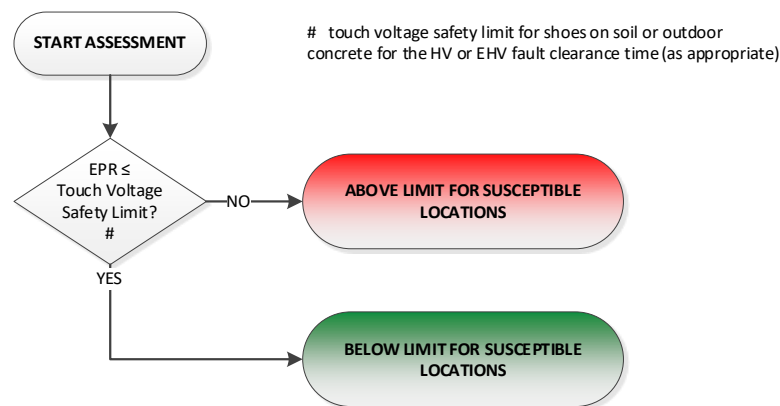 START ASSESSMENT
# touch voltage safety limit for shoes on soil or outdoor
concrete for the HV or EHV fault clearance time (as appropriate)
EPR ≤
Touch Voltage
Safety Limit?
#
NO
ABOVE LIMIT FOR SUSCEPTIBLE
LOCATIONS
YES
BELOW LIMIT FOR SUSCEPTIBLE
LOCATIONS